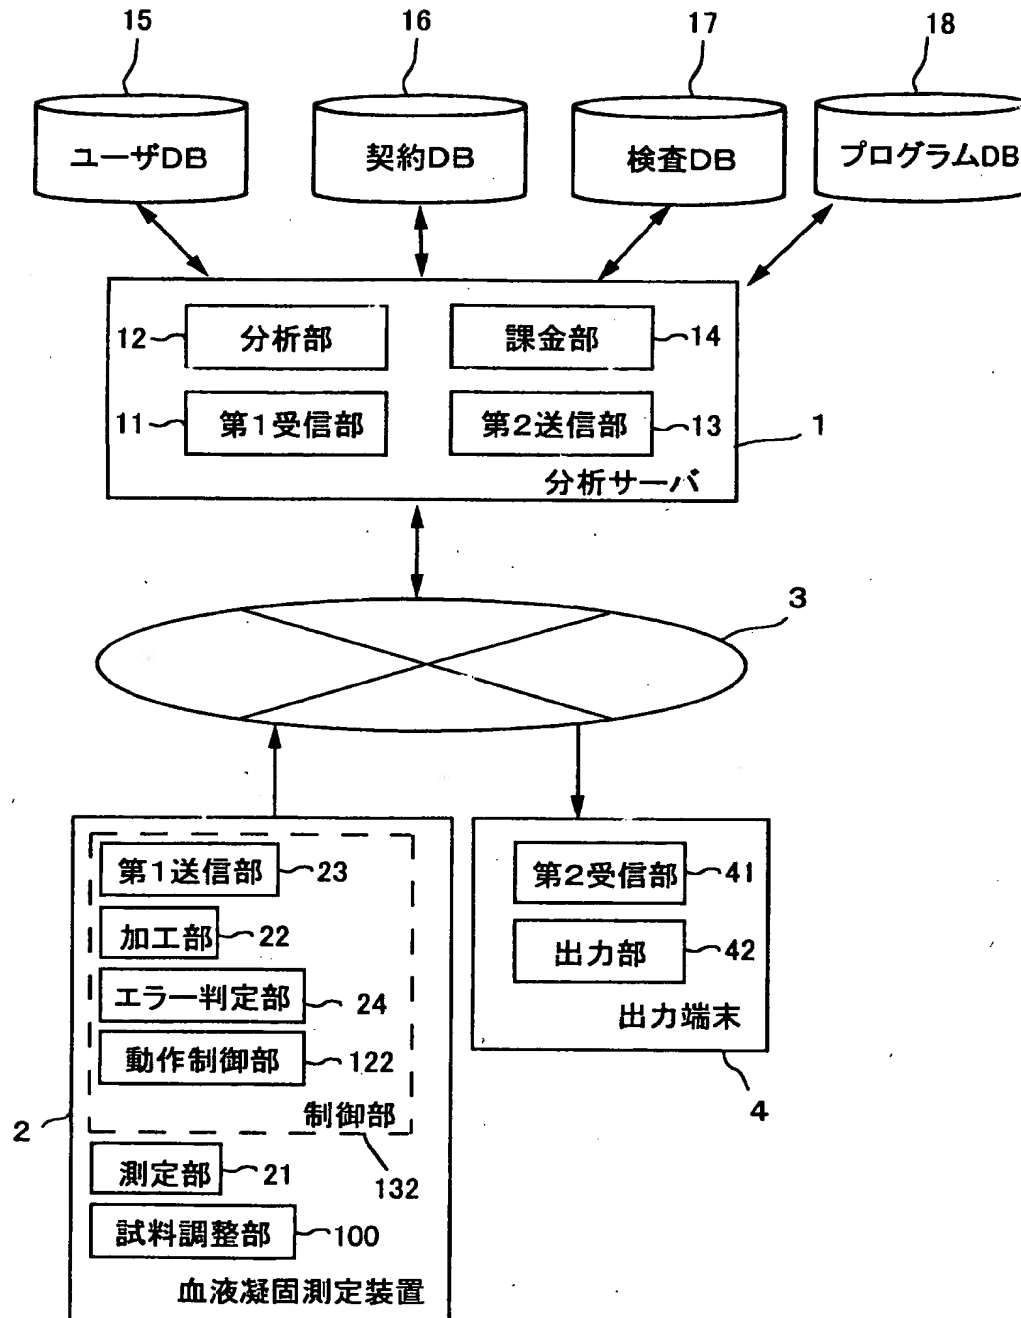 15 16 17 18
ユーザDB 契約DB 検査DB プログラムDB
12 分析部 課金部 14
11 第1受信部 第2送信部 13
1
分析サーバ
3
第1送信部 23 第2受信部 41
加工部 22 出力部 42
エラー判定部 24 出力端末
動作制御部 122
4
2 制御部
測定部 21 132
試料調整部 100
血液凝固測定装置